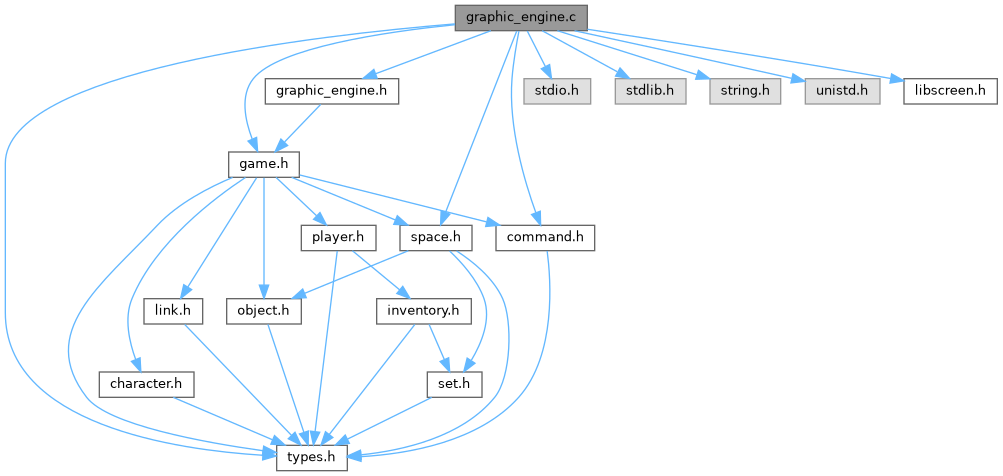 graphic_engine.c
graphic_engine.h
stdio.h
stdlib.h
string.h
unistd.h
libscreen.h
game.h
player.h
space.h
command.h
link.h
object.h
inventory.h
character.h
set.h
types.h